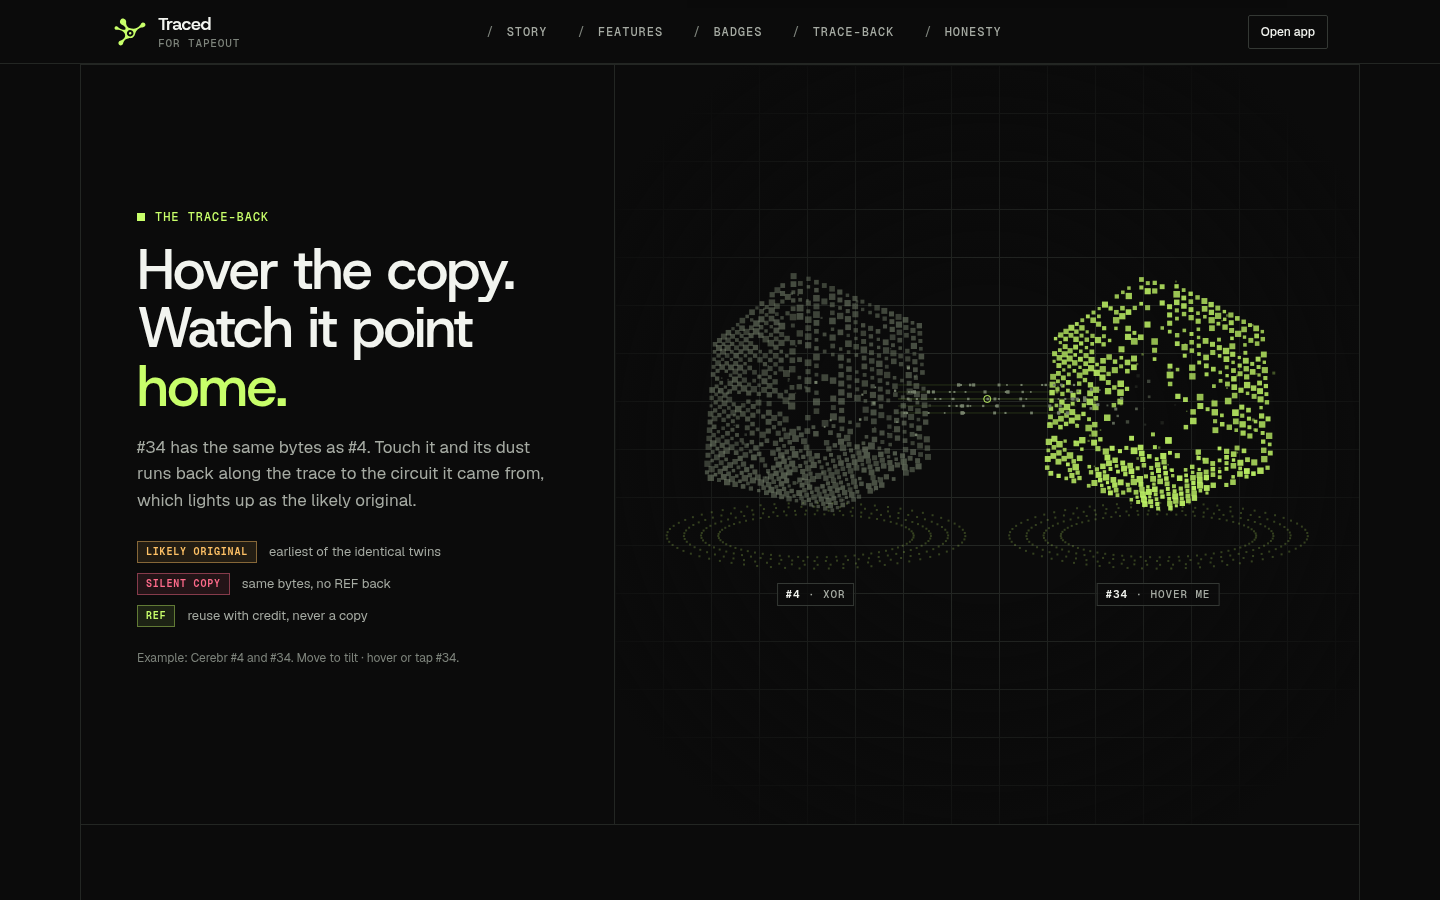 Traced
FOR TAPEOUT
/ STORY / FEATURES / BADGES / TRACE-BACK / HONESTY
Open app
THE TRACE-BACK
Hover the copy.
Watch it point
home.
#34 has the same bytes as #4. Touch it and its dust
runs back along the trace to the circuit it came from,
which lights up as the likely original.
LIKELY ORIGINAL earliest of the identical twins
SILENT COPY same bytes, no REF back
REF reuse with credit, never a copy
Example: Cerebr #4 and #34. Move to tilt · hover or tap #34.
#4 · XOR
#34 · HOVER ME